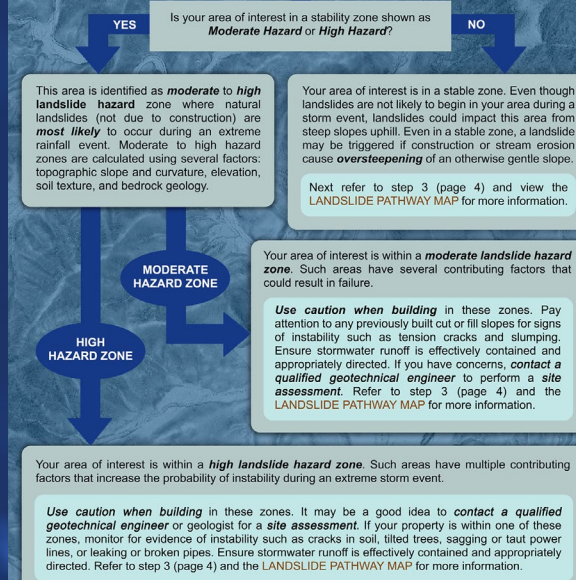 Is your area of interest in a stability zone shown as
Moderate Hazard or High Hazard?
YES
NO
This area is identified as moderate to high
landslide hazard zone where natural
landslides (not due to construction) are
most likely to occur during an extreme
rainfall event. Moderate to high hazard
zones are calculated using several factors:
topographic slope and curvature, elevation,
soil texture, and bedrock geology.
Your area of interest is in a stable zone. Even though
landslides are not likely to begin in your area during a
storm event, landslides could impact this area from
steep slopes uphill. Even in a stable zone, a landslide
may be triggered if construction or stream erosion
cause oversteepening of an otherwise gentle slope.
Next refer to step 3 (page 4) and view the
LANDSLIDE PATHWAY MAP for more information.
MODERATE
HAZARD ZONE
Your area of interest is within a moderate landslide hazard
zone. Such areas have several contributing factors that
could result in failure.
Use caution when building in these zones. Pay
attention to any previously built cut or fill slopes for signs
of instability such as tension cracks and slumping.
Ensure stormwater runoff is effectively contained and
appropriately directed. If you have concerns, contact a
qualified geotechnical engineer to perform a site
assessment. Refer to step 3 (page 4) and the
LANDSLIDE PATHWAY MAP for more information.
HIGH
HAZARD ZONE
Your area of interest is within a high landslide hazard zone. Such areas have multiple contributing
factors that increase the probability of instability during an extreme storm event.
Use caution when building in these zones. It may be a good idea to contact a qualified
geotechnical engineer or geologist for a site assessment. If your property is within one of these
zones, monitor for evidence of instability such as cracks in soil, tilted trees, sagging or taut power
lines, or leaking or broken pipes. Ensure stormwater runoff is effectively contained and appropriately
directed. Refer to step 3 (page 4) and the LANDSLIDE PATHWAY MAP for more information.